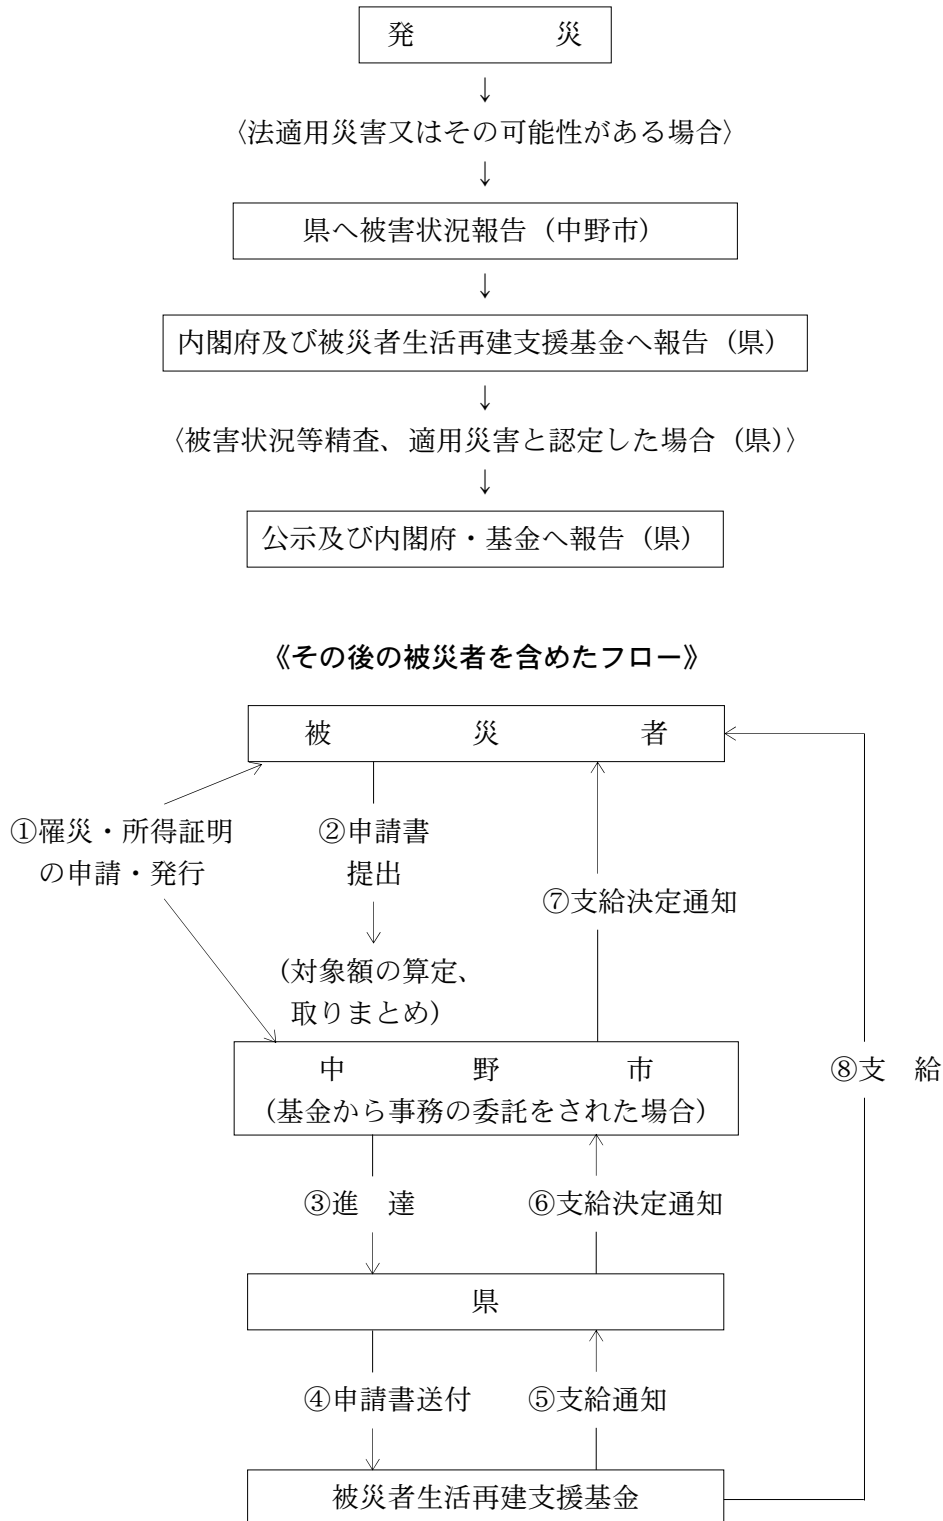 発　　　災
↓
〈法適用災害又はその可能性がある場合〉
↓
県へ被害状況報告（中野市）
↓
内閣府及び被災者生活再建支援基金へ報告（県）
↓
〈被害状況等精査、適用災害と認定した場合（県）〉
↓
公示及び内閣府・基金へ報告（県）
《その後の被災者を含めたフロー》
被　　災　　者
①罹災・所得証明
の申請・発行
②申請書
提出
⑦支給決定通知
（対象額の算定、
取りまとめ）
中　　野　　市
（基金から事務の委託をされた場合）
⑧支　給
③進　達
⑥支給決定通知
県
④申請書送付
⑤支給通知
被災者生活再建支援基金